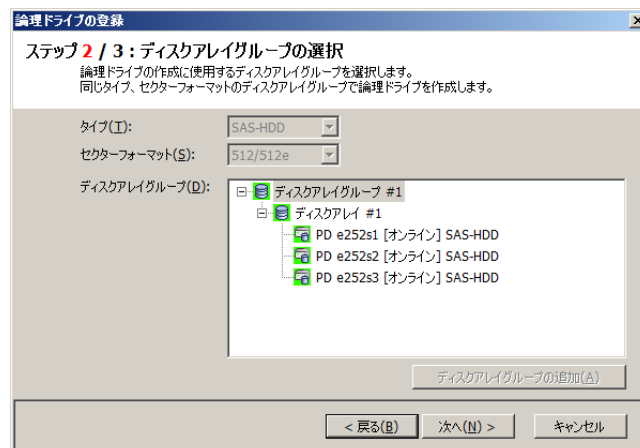 論理ドライブの登録
ステップ 2 / 3 : ディスクアレイグループの選択
論理ドライブの作成に使用するディスクアレイグループを選択します。
同じタイプ、セクターフォーマットのディスクアレイグループで論理ドライブを作成します。
タイプ(T): SAS-HDD
セクターフォーマット(S): 512/512e
ディスクアレイグループ(D): ディスクアレイグループ #1
ディスクアレイ #1
PD e252s1 [オンライン] SAS-HDD
PD e252s2 [オンライン] SAS-HDD
PD e252s3 [オンライン] SAS-HDD
ディスクアレイグループの追加(A)
< 戻る(B) 次へ(N) > キャンセル